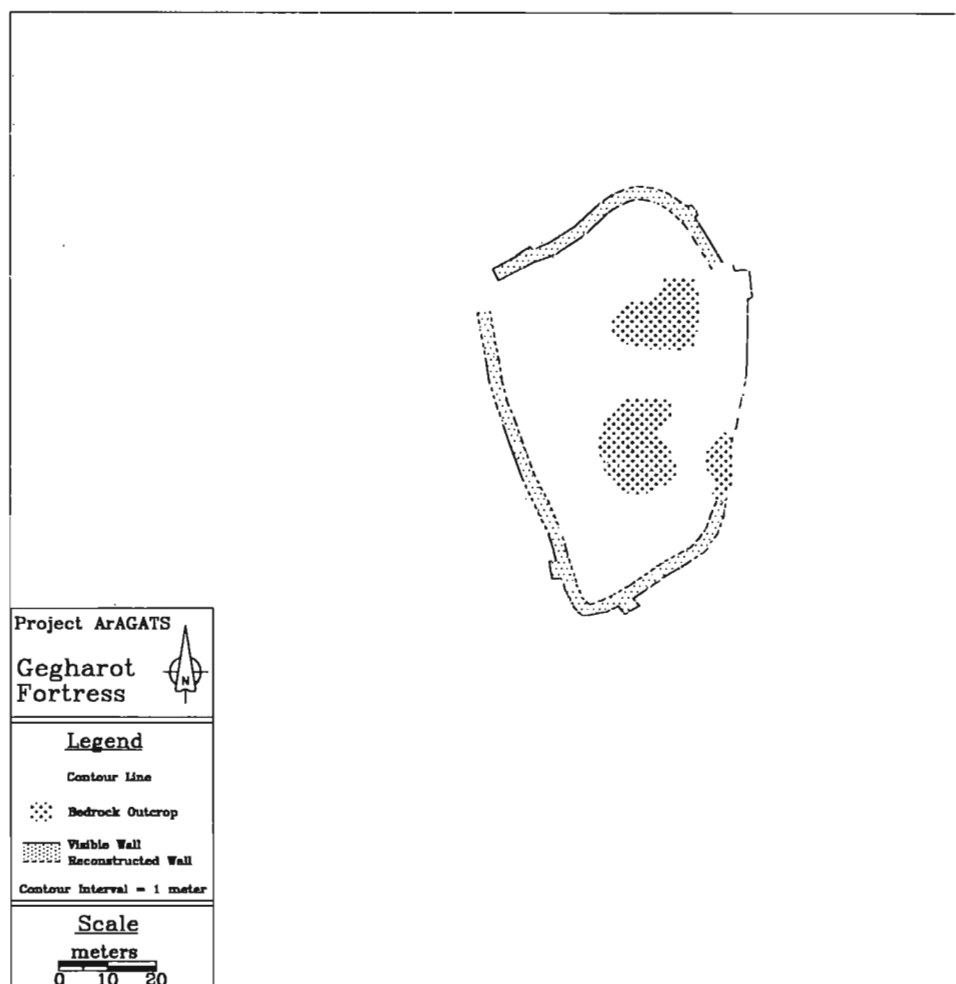 Project ArAGATS
Gegharot
Fortress
N
Legend
Contour Line
Bedrock Outcrop
Visible Wall
Reconstructed Wall
Contour Interval = 1 meter
Scale
meters
0 10 20